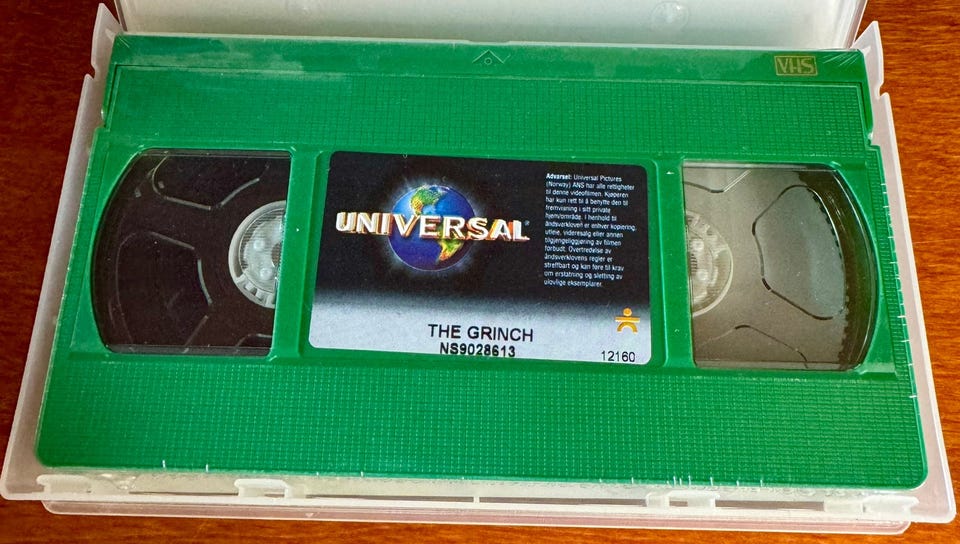 VHS
UNIVERSAL®
Advarsel: Universal Pictures
(Norway) ANS har alle rettigheter
til denne videofilmen. Kjøperen
har kun rett til å benytte den til
fremvisning i sitt private
hjem/område. I henhold til
åndsverkloven er enhver kopiering,
utleie, videresalg eller annen
tilgjengeliggjøring av filmen
forbudt. Overtredelse av
åndsverklovens regler er
straffbart og kan føre til krav
om erstatning og sletting av
ulovlige eksemplarer.
THE GRINCH
NS9028613
12160